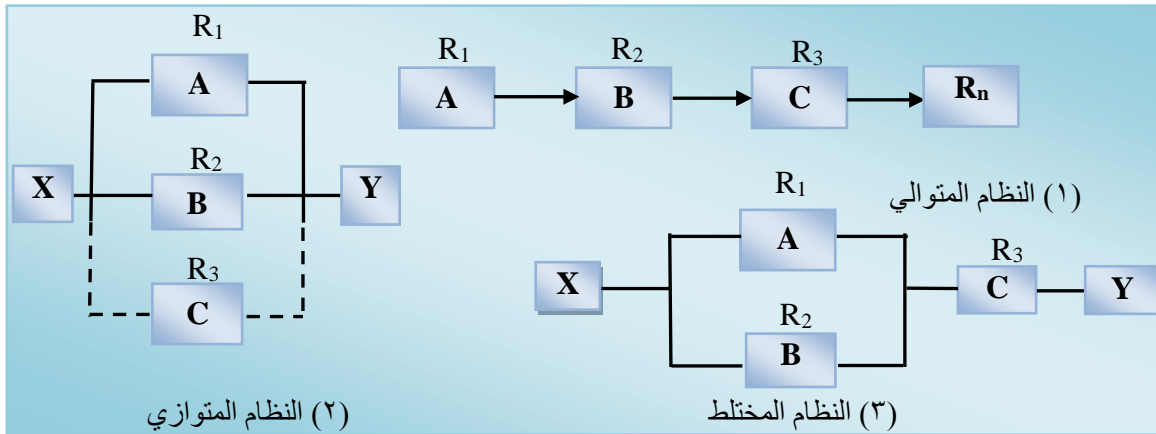 R1
A
R2
B
R3
C
X
Y
(٢) النظام المتوازي
R1 R2 R3
A B C Rn
(١) النظام المتوالي
R1
A
X
R2
B
R3
C
Y
(٣) النظام المختلط